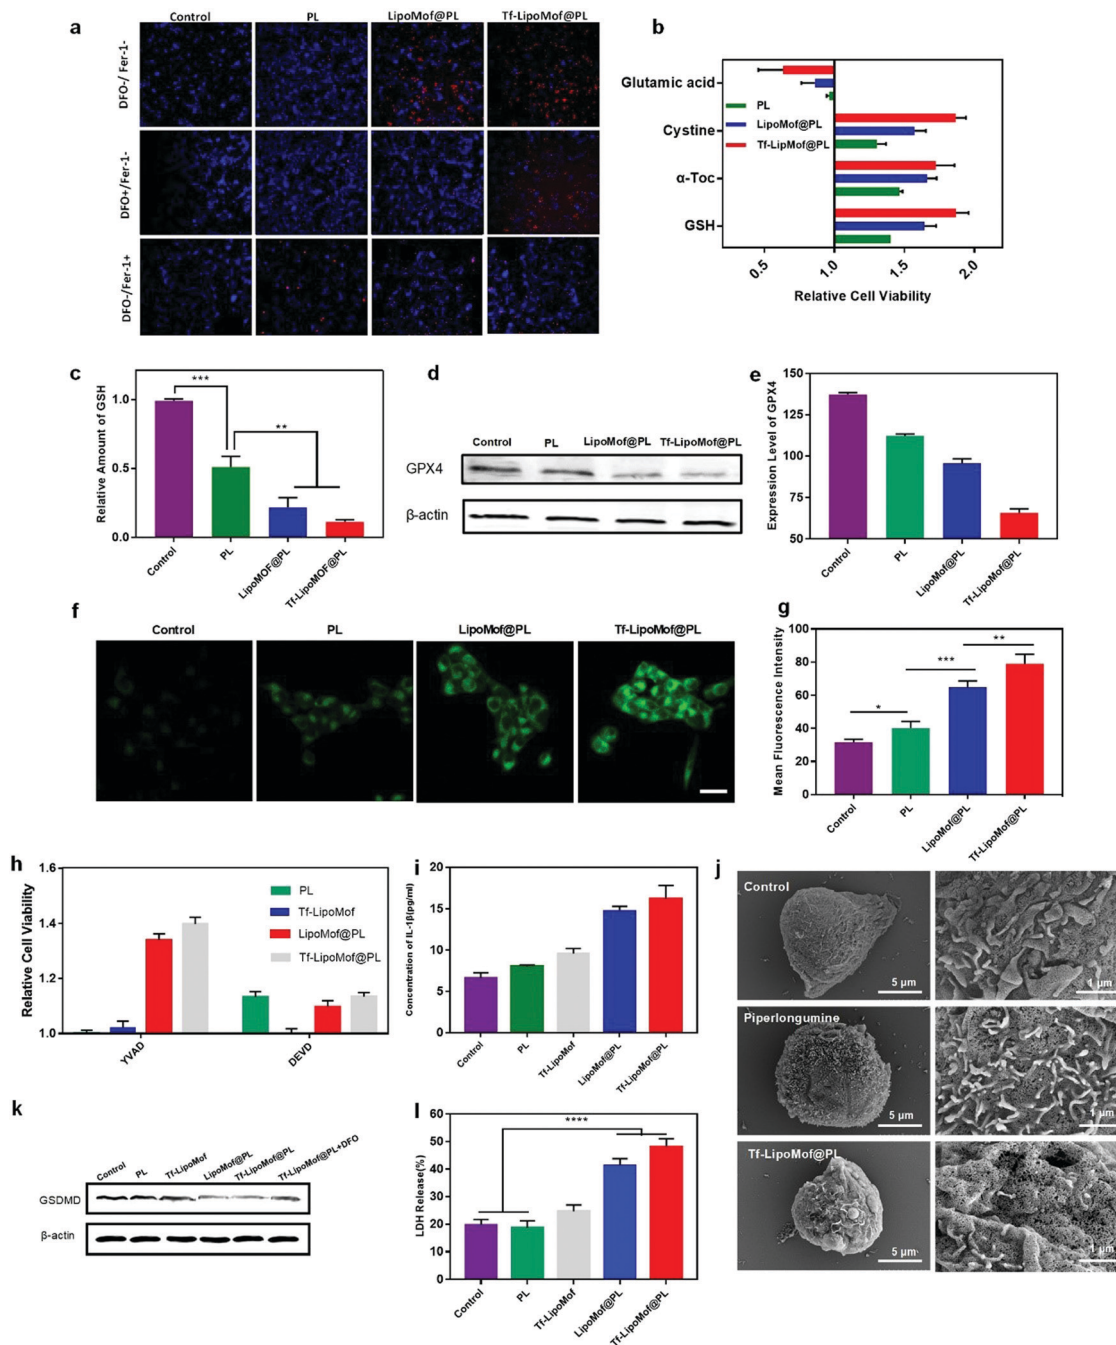 a
Control
PL
LipoMof@PL
Tf-LipoMof@PL
DFO-/ Fer-1-
DFO+/Fer-1-
DFO-/Fer-1+
b
Glutamic acid
Cystine
α-Toc
GSH
PL
LipoMof@PL
Tf-LipMof@PL
0.5
1.0
1.5
2.0
Relative Cell Viability
c
Relative Amount of GSH
1.0
0.5
0.0
***
**
Control
PL
LipoMOF@PL
Tf-LipoMOF@PL
d
Control
PL
LipoMof@PL
Tf-LipoMof@PL
GPX4
β-actin
e
Expression Level of GPX4
150
125
100
75
50
Control
PL
LipoMof@PL
Tf-LipoMof@PL
f
Control
PL
LipoMof@PL
Tf-LipoMof@PL
g
Mean Fluorescence Intensity
100
80
60
40
20
0
*
***
**
Control
PL
LipoMof@PL
Tf-LipoMof@PL
h
Relative Cell Viability
1.6
1.4
1.2
1.0
PL
Tf-LipoMof
LipoMof@PL
Tf-LipoMof@PL
YVAD
DEVD
i
Concentration of IL-1β(pg/ml)
20
15
10
5
0
Control
PL
Tf-LipoMof
LipoMof@PL
Tf-LipoMof@PL
j
Control
5 µm
1 µm
Piperlongumine
5 µm
1 µm
Tf-LipoMof@PL
5 µm
1 µm
k
Control
PL
Tf-LipoMof
LipoMof@PL
Tf-LipoMof@PL
Tf-LipoMof@PL+DFO
GSDMD
β-actin
l
LDH Release(%)
60
50
40
30
20
10
0
****
Control
PL
Tf-LipoMof
LipoMof@PL
Tf-LipoMof@PL